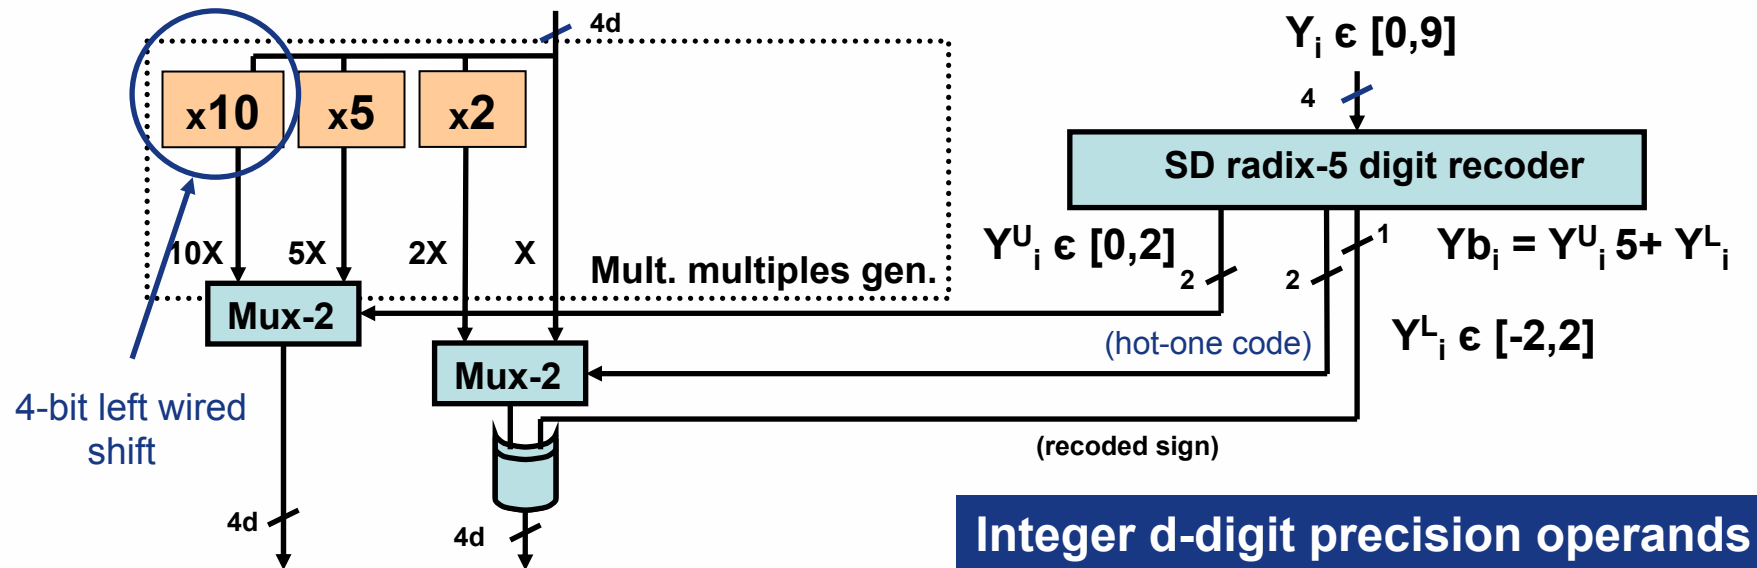 4d
x10
x5
x2
10X
5X
2X
X
Mult. multiples gen.
Mux-2
Mux-2
4-bit left wired
shift
4d
4d
Yᵢ є [0,9]
4
SD radix-5 digit recoder
Yᵁᵢ є [0,2]
2
2
1
Ybᵢ = Yᵁᵢ 5+ Yᴸᵢ
(hot-one code)
Yᴸᵢ є [-2,2]
(recoded sign)
Integer d-digit precision operands